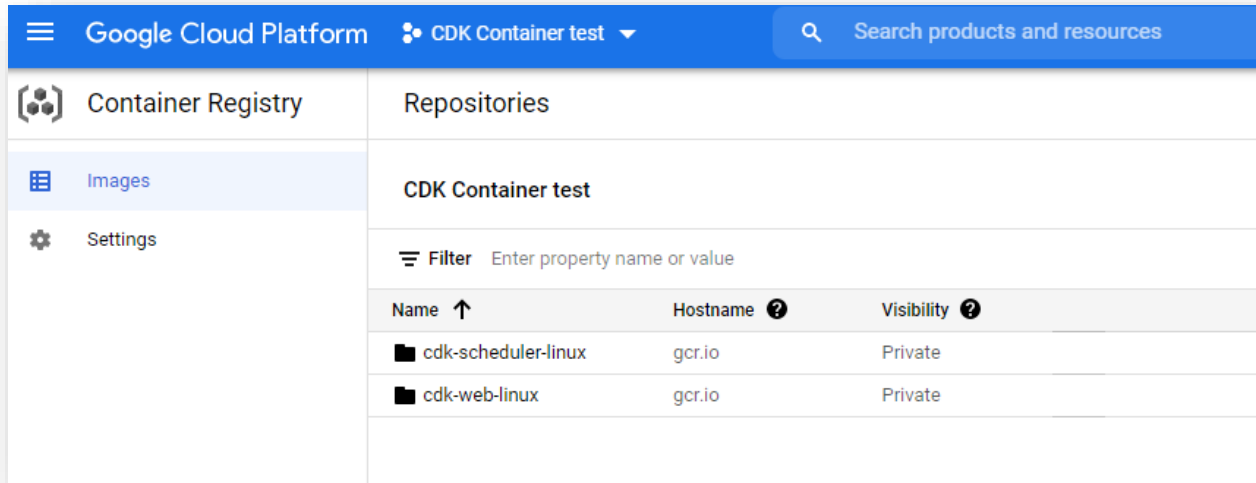 Google Cloud Platform CDK Container test Search products and resources
Container Registry Repositories
Images
Settings
CDK Container test
Filter Enter property name or value
Name Hostname Visibility
cdk-scheduler-linux gcr.io Private
cdk-web-linux gcr.io Private